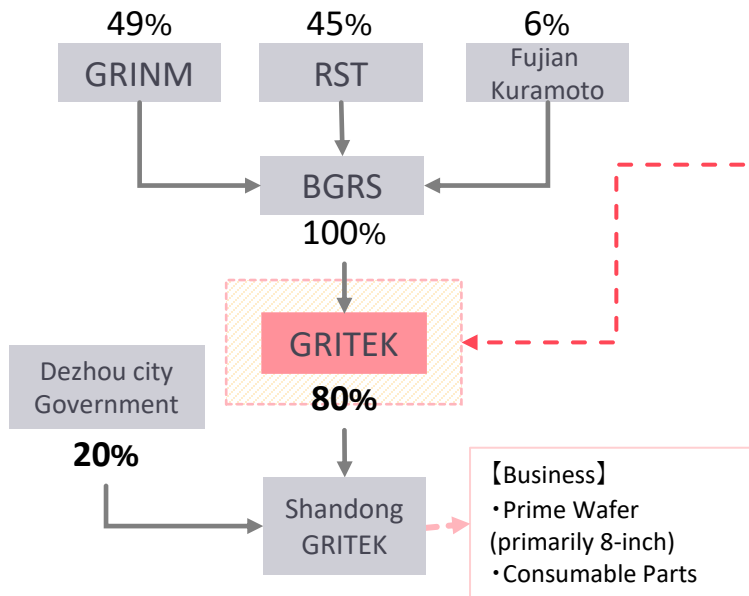 49%
45%
6%
GRINM
RST
Fujian
Kuramoto
BGRS
100%
GRITEK
Dezhou city
Government
80%
20%
Shandong
GRITEK
【Business】
・Prime Wafer
(primarily 8-inch)
・Consumable Parts